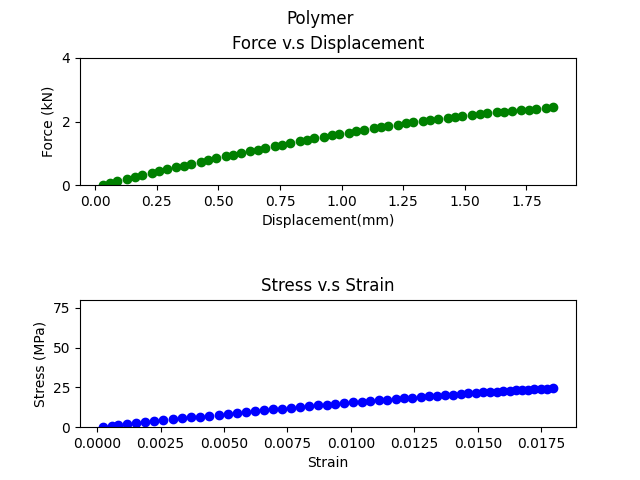 Polymer
Force v.s Displacement
4
2
0
Force (kN)
0.00 0.25 0.50 0.75 1.00 1.25 1.50 1.75
Displacement(mm)
Stress v.s Strain
75
50
25
0
Stress (MPa)
0.0000 0.0025 0.0050 0.0075 0.0100 0.0125 0.0150 0.0175
Strain